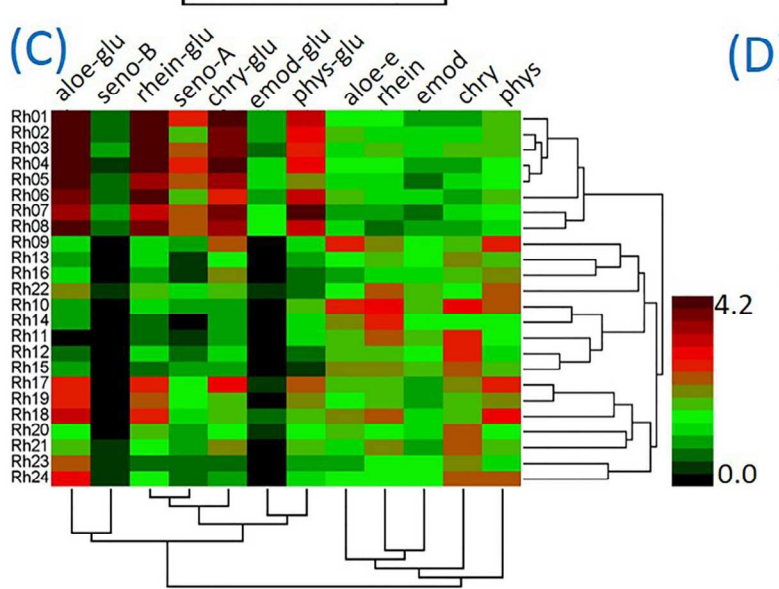 (C)
(D)
aloe-glu
seno-B
rhein-glu
seno-A
chry-glu
emod-glu
phys-glu
aloe-e
rhein
emod
chry
phys
Rh01
Rh02
Rh03
Rh04
Rh05
Rh06
Rh07
Rh08
Rh09
Rh13
Rh16
Rh22
Rh10
Rh14
Rh11
Rh12
Rh15
Rh17
Rh19
Rh18
Rh20
Rh21
Rh23
Rh24
4.2
0.0